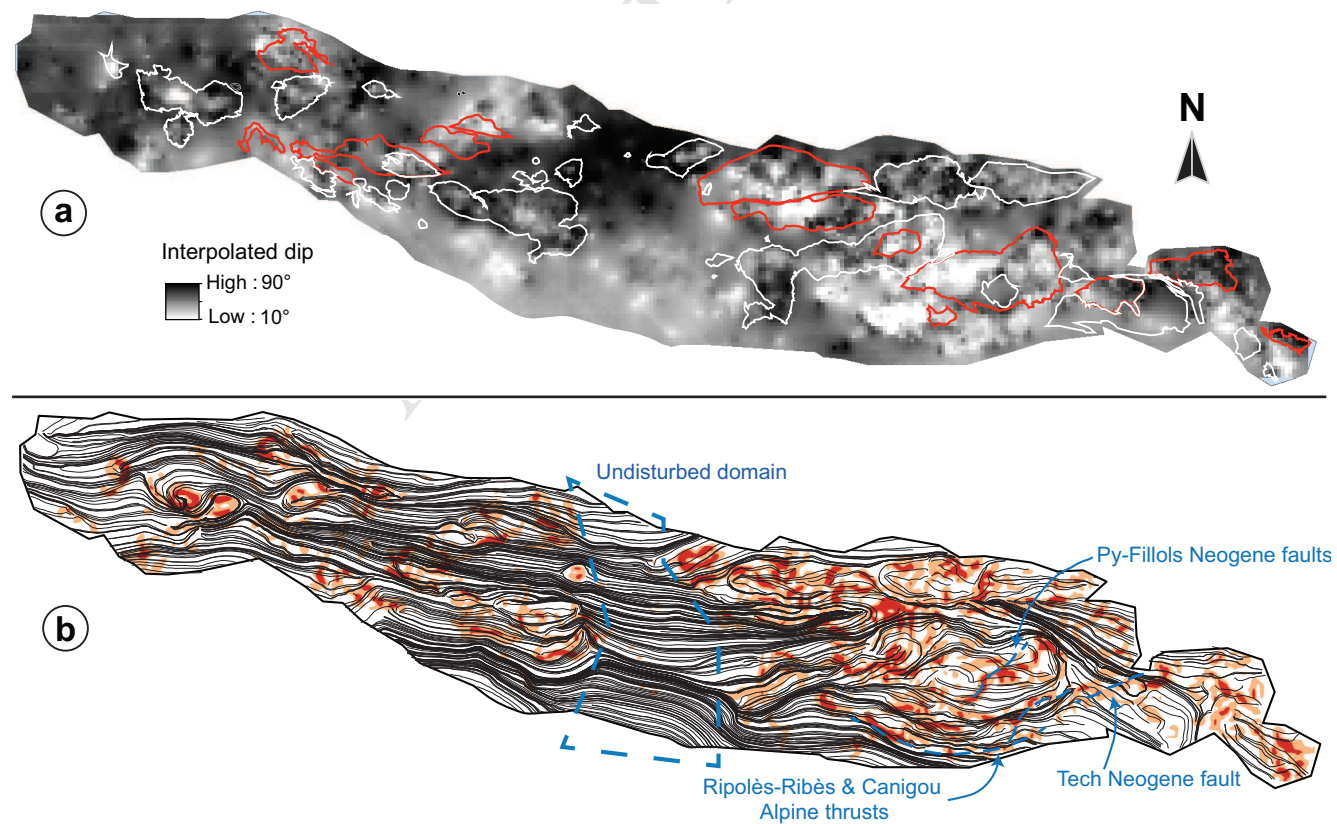 N
a
Interpolated dip
High : 90°
Low : 10°
Undisturbed domain
Py-Fillols Neogene faults
b
Ripolès-Ribès & Canigou
Alpine thrusts
Tech Neogene fault